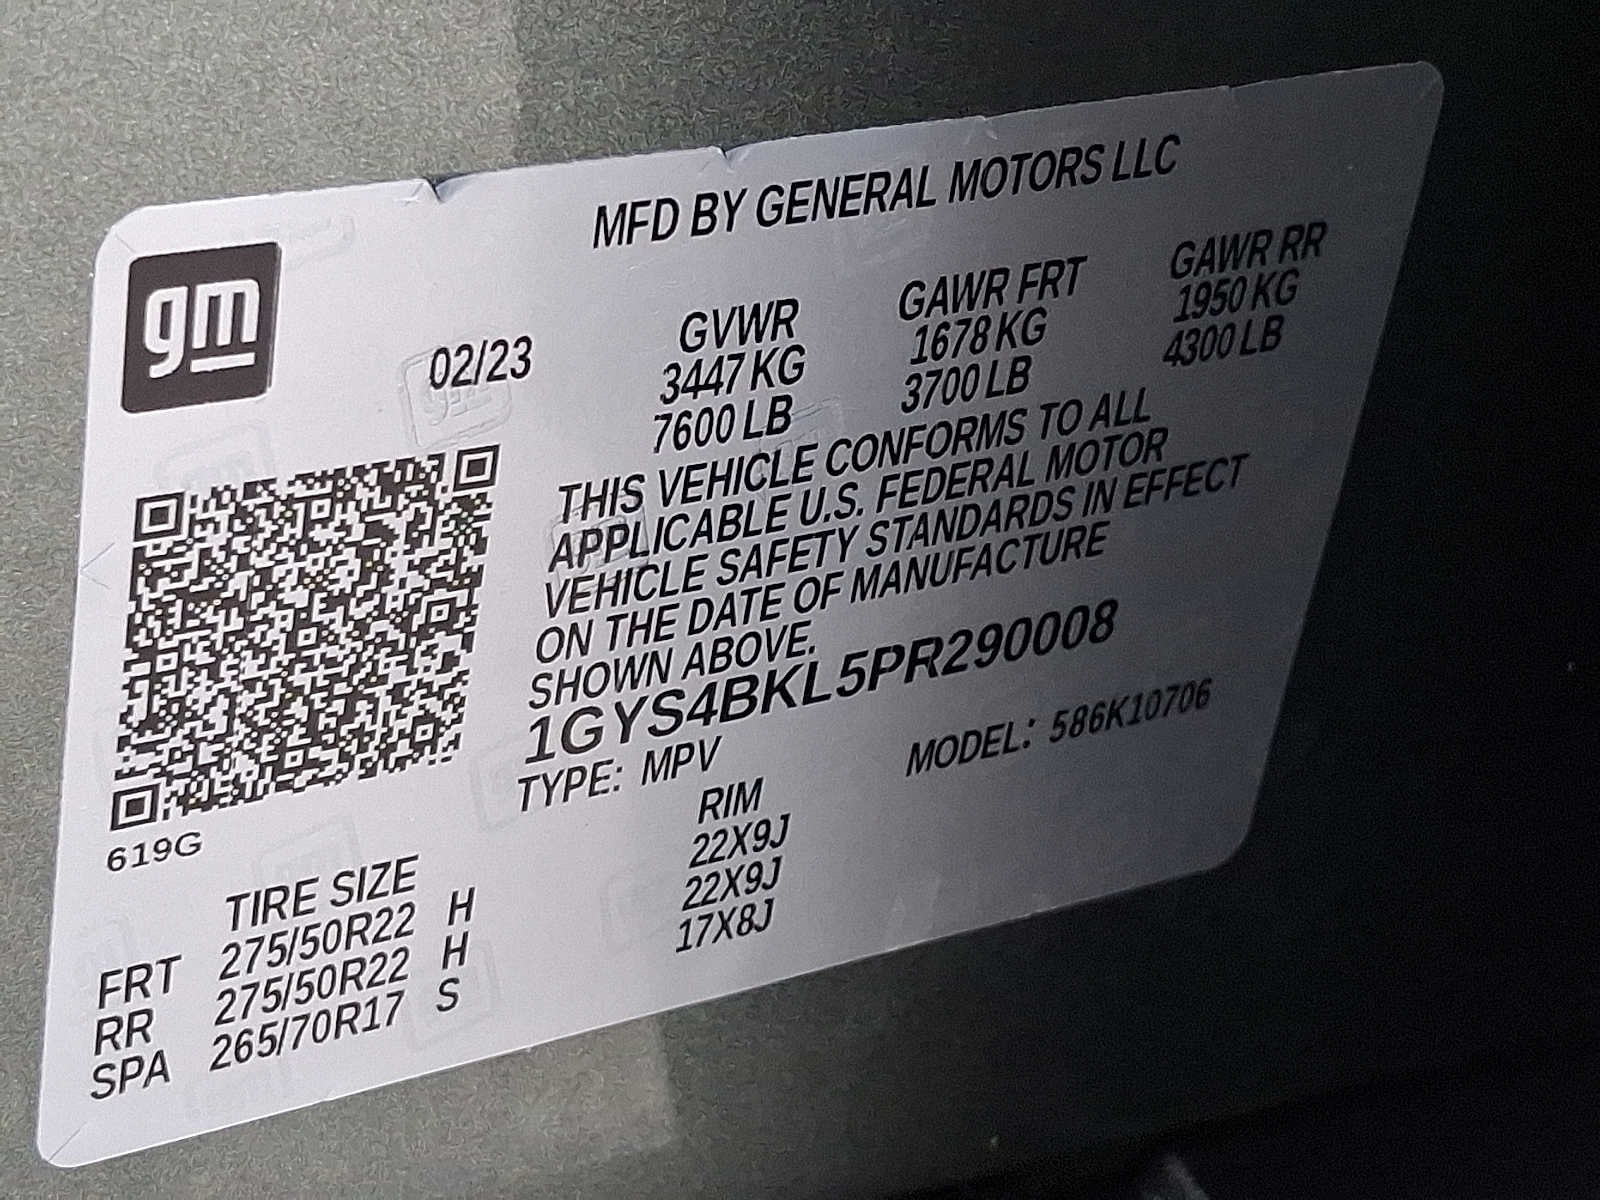 MFD BY GENERAL MOTORS LLC
gm
02/23
GVWR GAWR FRT GAWR RR
3447 KG 1678 KG 1950 KG
7600 LB 3700 LB 4300 LB
THIS VEHICLE CONFORMS TO ALL
APPLICABLE U.S. FEDERAL MOTOR
VEHICLE SAFETY STANDARDS IN EFFECT
ON THE DATE OF MANUFACTURE
SHOWN ABOVE.
1GYS4BKL5PR290008
TYPE: MPV MODEL: 586K10706
619G
TIRE SIZE RIM
FRT 275/50R22 H 22X9J
RR 275/50R22 H 22X9J
SPA 265/70R17 S 17X8J